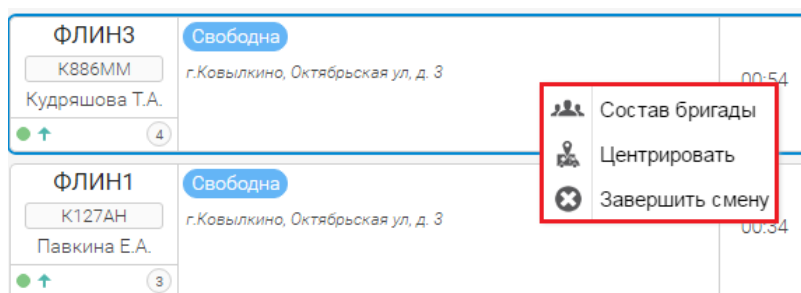 ФЛИН3
Свободна
К886ММ
г.Ковылкино, Октябрьская ул, д. 3
Кудряшова Т.А.
4
00:54
Состав бригады
Центрировать
Завершить смену
ФЛИН1
Свободна
К127АН
г.Ковылкино, Октябрьская ул, д. 3
Павкина Е.А.
3
00:34